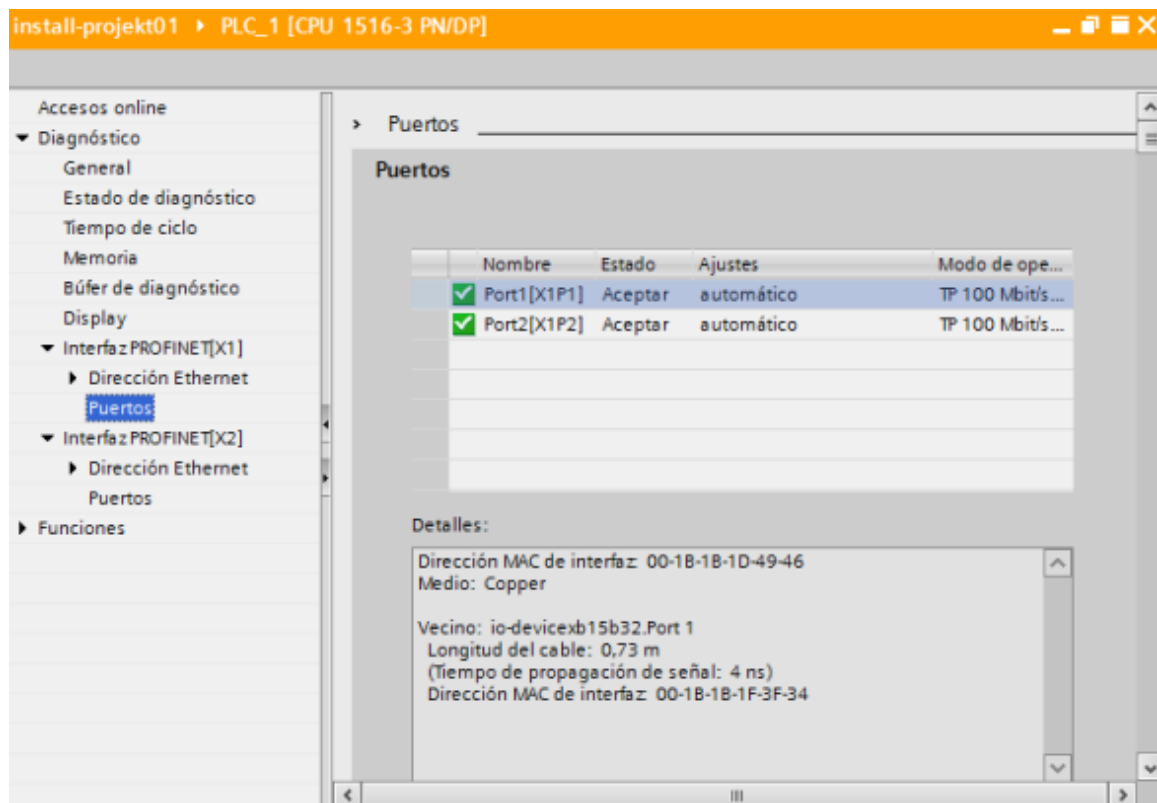 install-projekt01 ▸ PLC_1 [CPU 1516-3 PN/DP]
Accesos online
Diagnóstico
General
Estado de diagnóstico
Tiempo de ciclo
Memoria
Búfer de diagnóstico
Display
Interfaz PROFINET[X1]
Dirección Ethernet
Puertos
Interfaz PROFINET[X2]
Dirección Ethernet
Puertos
Funciones
Puertos
Puertos
Nombre Estado Ajustes Modo de ope...
Port1[X1P1] Aceptar automático TP 100 Mbit/s...
Port2[X1P2] Aceptar automático TP 100 Mbit/s...
Detalles:
Dirección MAC de interfaz: 00-1B-1B-1D-49-46
Medio: Copper
Vecino: io-devicexb15b32.Port 1
Longitud del cable: 0,73 m
(Tiempo de propagación de señal: 4 ns)
Dirección MAC de interfaz: 00-1B-1B-1F-3F-34